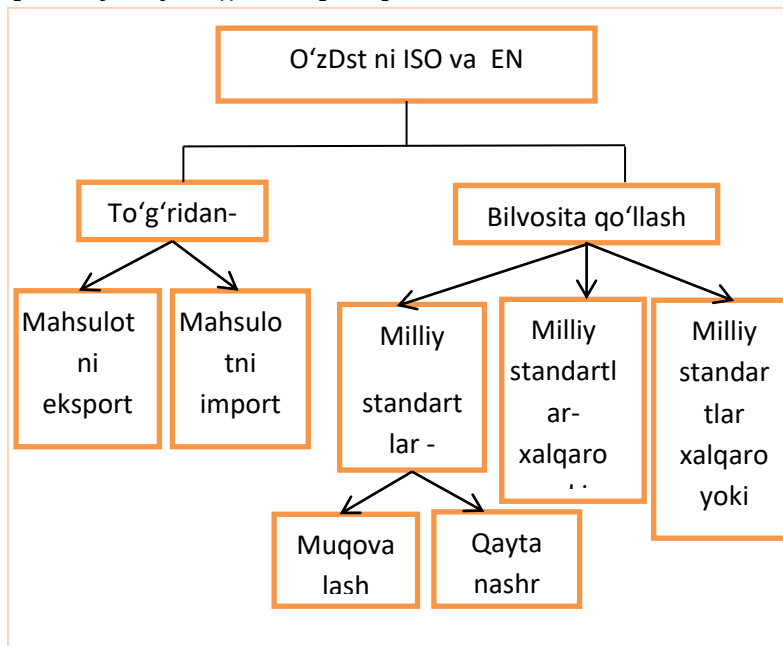 O‘zDst ni ISO va EN
To‘g‘ridan-
Bilvosita qo‘llash
Mahsulot
ni
eksport
Mahsulo
tni
import
Milliy
standart
lar -
Milliy
standartl
ar-
xalqaro
Milliy
standar
tlar
xalqaro
yoki
Muqova
lash
Qayta
nashr